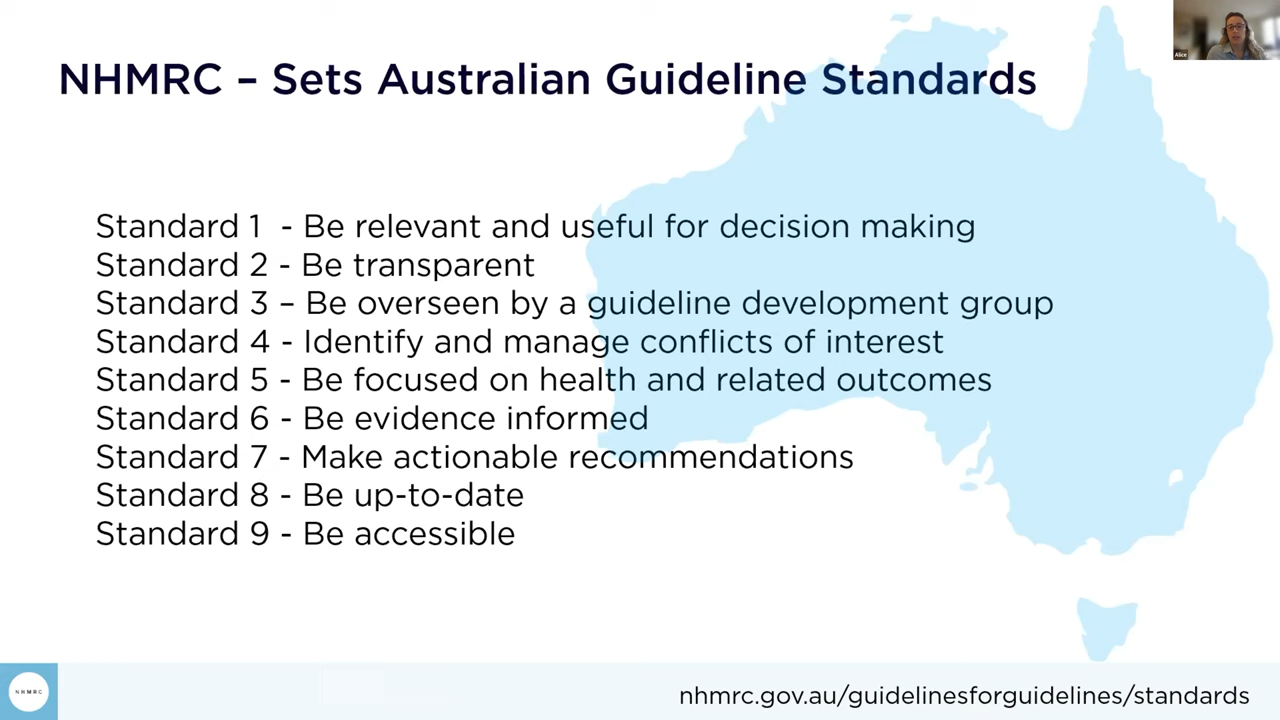 Alice
NHMRC – Sets Australian Guideline Standards
Standard 1 - Be relevant and useful for decision making
Standard 2 - Be transparent
Standard 3 – Be overseen by a guideline development group
Standard 4 - Identify and manage conflicts of interest
Standard 5 - Be focused on health and related outcomes
Standard 6 - Be evidence informed
Standard 7 - Make actionable recommendations
Standard 8 - Be up-to-date
Standard 9 - Be accessible
NHMRC
nhmrc.gov.au/guidelinesforguidelines/standards